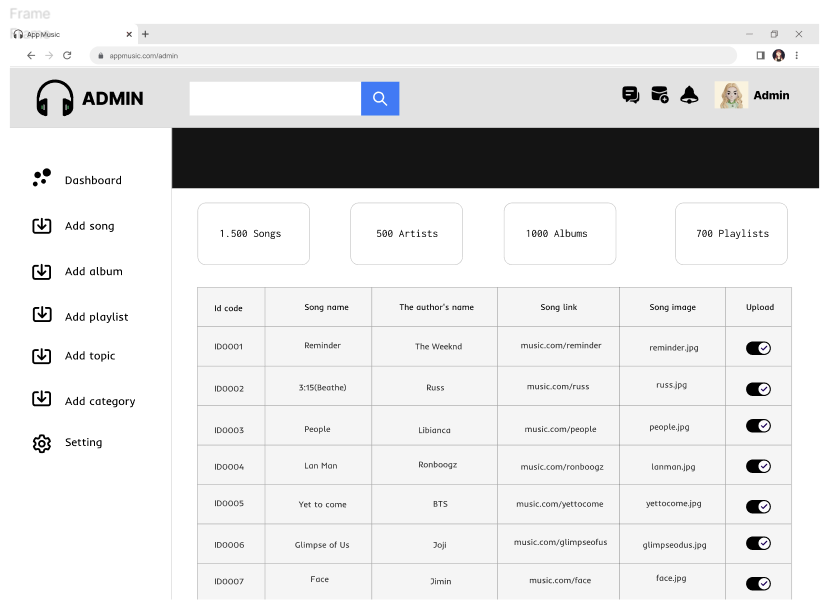 Frame
App Music
appmusic.com/admin
ADMIN
Admin
Dashboard
Add song
Add album
Add playlist
Add topic
Add category
Setting
1.500 Songs
500 Artists
1000 Albums
700 Playlists
Id code Song name The author's name Song link Song image Upload
ID0001 Reminder The Weeknd music.com/reminder reminder.jpg
ID0002 3:15(Beathe) Russ music.com/russ russ.jpg
ID0003 People Libianca music.com/people people.jpg
ID0004 Lan Man Ronboogz music.com/ronboogz lanman.jpg
ID0005 Yet to come BTS music.com/yettocome yettocome.jpg
ID0006 Glimpse of Us Joji music.com/glimpseofus glimpseodus.jpg
ID0007 Face Jimin music.com/face face.jpg